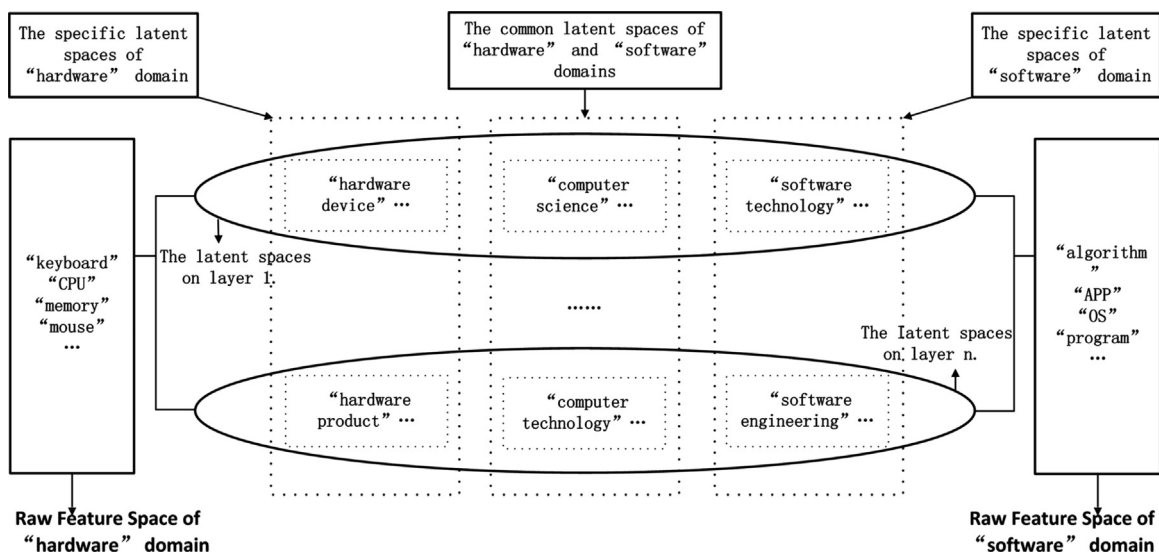 The specific latent
spaces of
“hardware” domain
The common latent spaces of
“hardware” and “software”
domains
The specific latent
spaces of
“software” domain
“hardware
device” …
“computer
science” …
“software
technology” …
The latent spaces
on layer 1.
“keyboard”
“CPU”
“memory”
“mouse”
…
“algorithm
”
“APP”
“OS”
“program”
…
……
The latent spaces
on layer n.
“hardware
product” …
“computer
technology” …
“software
engineering” …
Raw Feature Space of
“hardware” domain
Raw Feature Space of
“software” domain